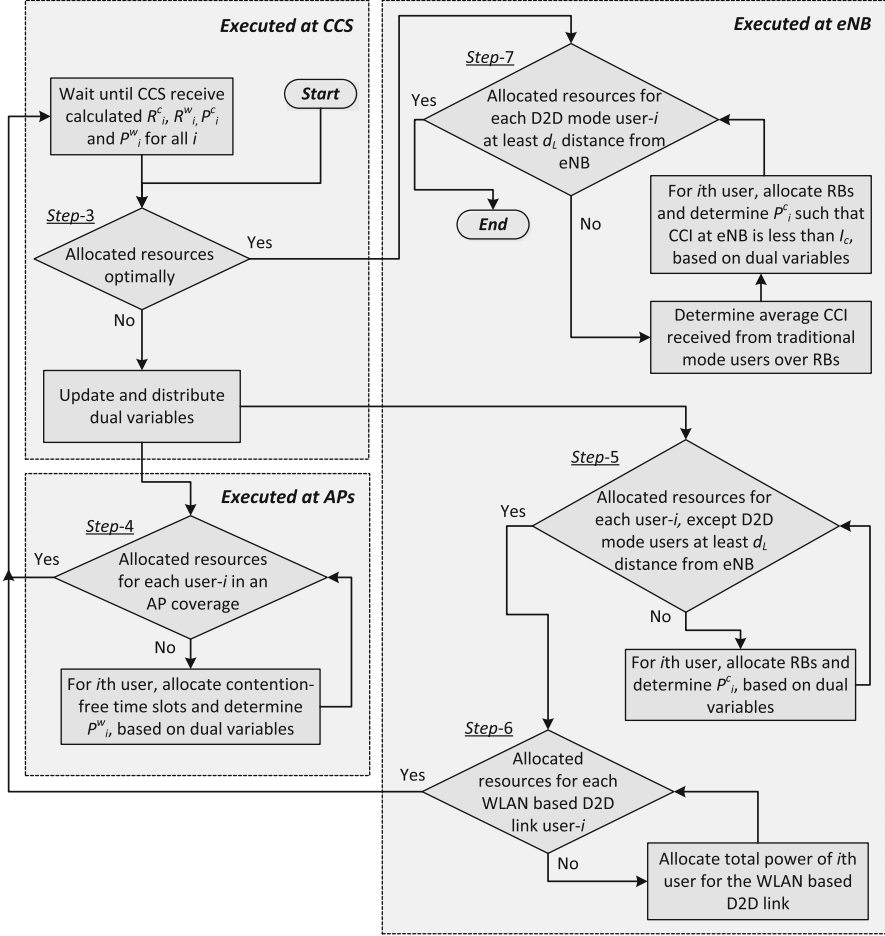 Executed at CCS
Wait until CCS receive
calculated R^c_i, R^w_i, P^c_i
and P^w_i for all i
Start
Step-3
Allocated resources
optimally
Yes
No
Update and distribute
dual variables
Executed at APs
Step-4
Yes
Allocated resources
for each user-i in an
AP coverage
No
For ith user, allocate contention-
free time slots and determine
P^w_i, based on dual variables
Executed at eNB
Step-7
Yes
Allocated resources for
each D2D mode user-i
at least d_L distance from
eNB
End
No
For ith user, allocate RBs
and determine P^c_i such that
CCI at eNB is less than I_c,
based on dual variables
Determine average CCI
received from traditional
mode users over RBs
Step-5
Yes
Allocated resources for
each user-i, except D2D
mode users at least d_L
distance from eNB
No
For ith user, allocate RBs and
determine P^c_i, based on dual
variables
Step-6
Yes
Allocated
resources for each
WLAN based D2D
link user-i
No
Allocate total power of ith
user for the WLAN based
D2D link